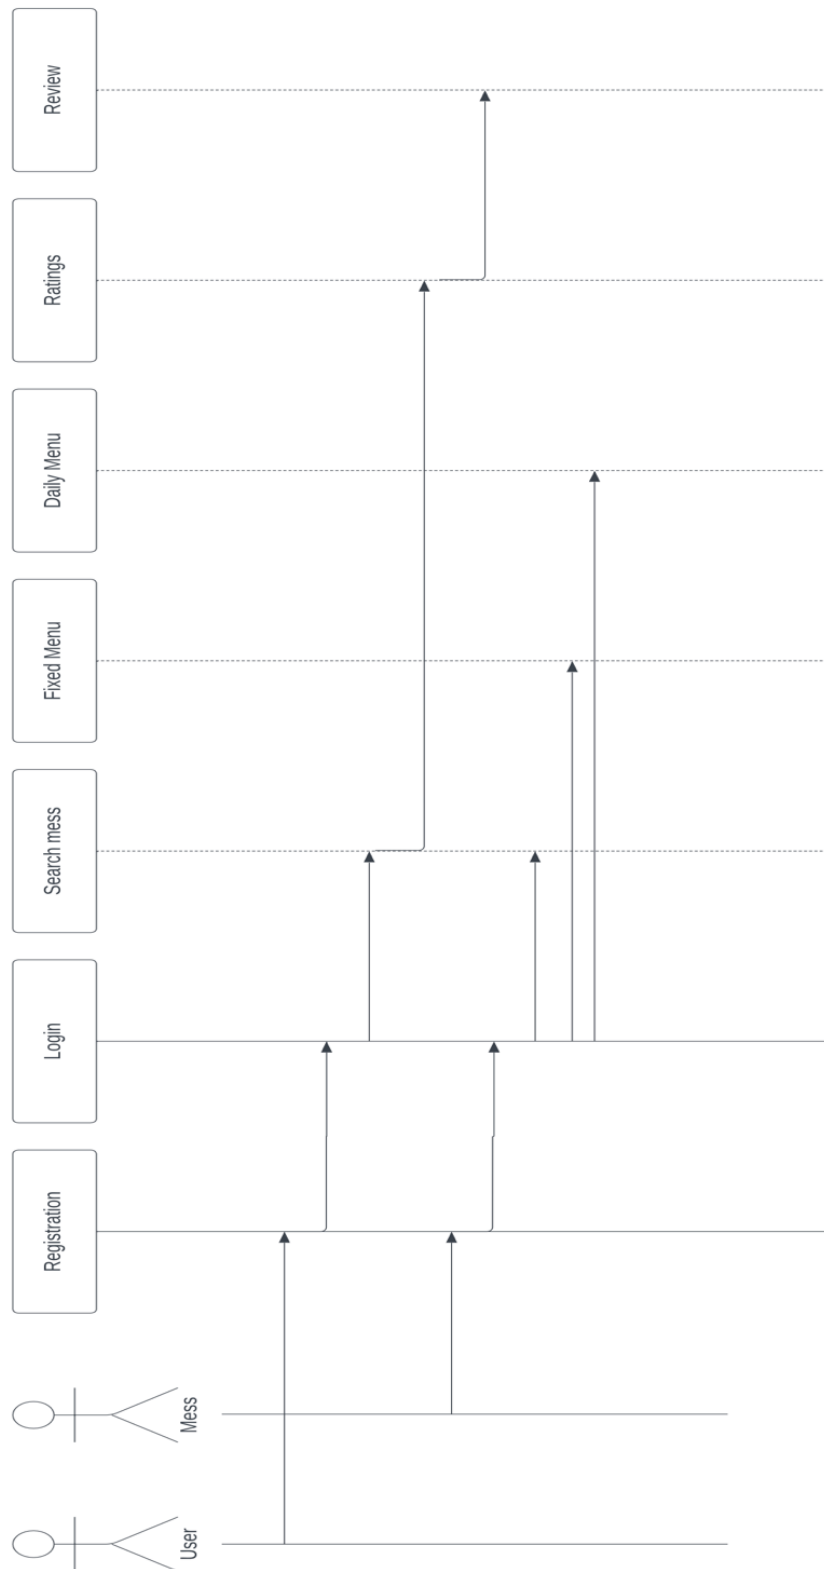 User
Mess
Registration
Login
Search mess
Fixed Menu
Daily Menu
Ratings
Review